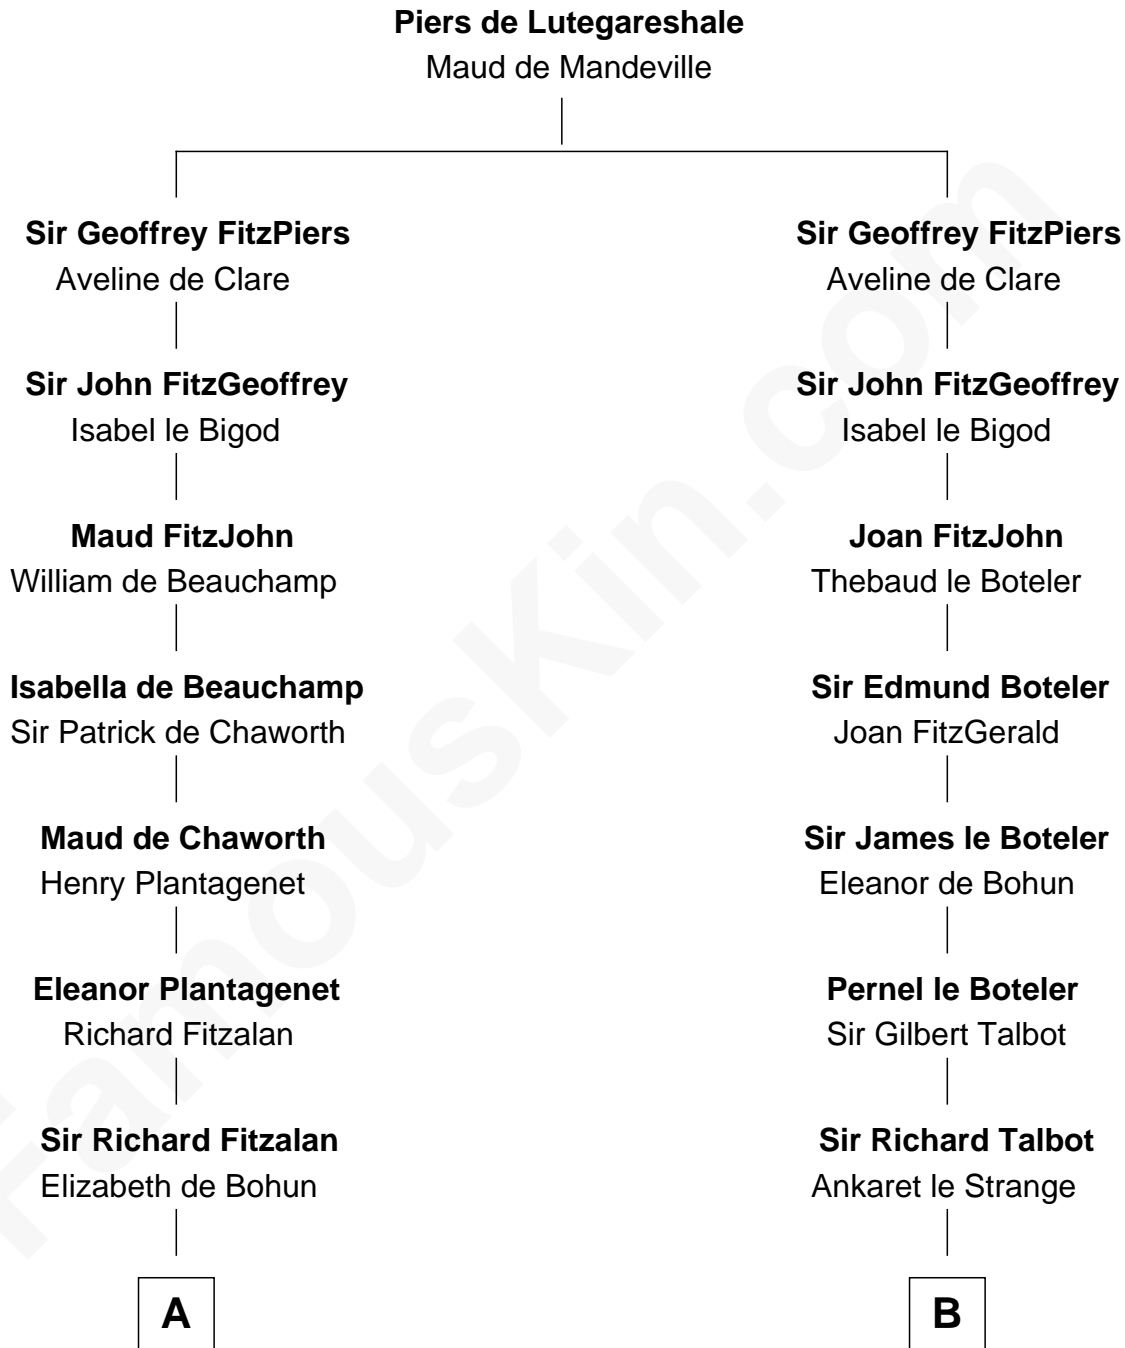 Piers de Lutegareshale
Maud de Mandeville
Sir Geoffrey FitzPiers
Aveline de Clare
Sir John FitzGeoffrey
Isabel le Bigod
Maud FitzJohn
William de Beauchamp
Isabella de Beauchamp
Sir Patrick de Chaworth
Maud de Chaworth
Henry Plantagenet
Eleanor Plantagenet
Richard Fitzalan
Sir Richard Fitzalan
Elizabeth de Bohun
A
Sir Geoffrey FitzPiers
Aveline de Clare
Sir John FitzGeoffrey
Isabel le Bigod
Joan FitzJohn
Thebaud le Boteler
Sir Edmund Boteler
Joan FitzGerald
Sir James le Boteler
Eleanor de Bohun
Pernel le Boteler
Sir Gilbert Talbot
Sir Richard Talbot
Ankaret le Strange
B
FamousKin.com